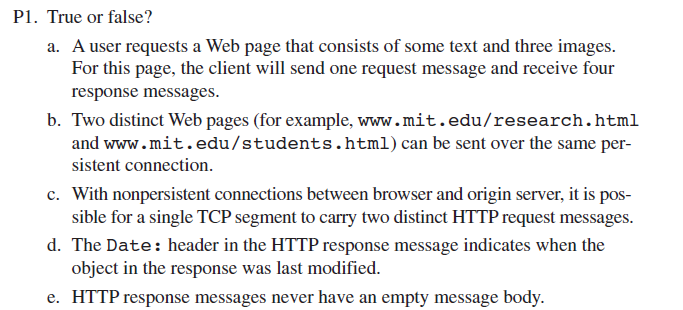 P1. True or false?
a. A user requests a Web page that consists of some text and three images.
For this page, the client will send one request message and receive four
response messages.
b. Two distinct Web pages (for example, www.mit.edu/research.html
and www.mit.edu/students.html) can be sent over the same per-
sistent connection.
c. With nonpersistent connections between browser and origin server, it is pos-
sible for a single TCP segment to carry two distinct HTTP request messages.
d. The Date: header in the HTTP response message indicates when the
object in the response was last modified.
e. HTTP response messages never have an empty message body.